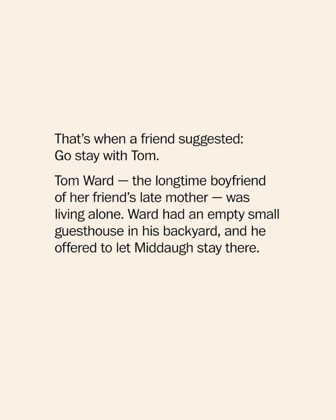 That’s when a friend suggested:
Go stay with Tom.
Tom Ward — the longtime boyfriend
of her friend’s late mother — was
living alone. Ward had an empty small
guesthouse in his backyard, and he
offered to let Middaugh stay there.